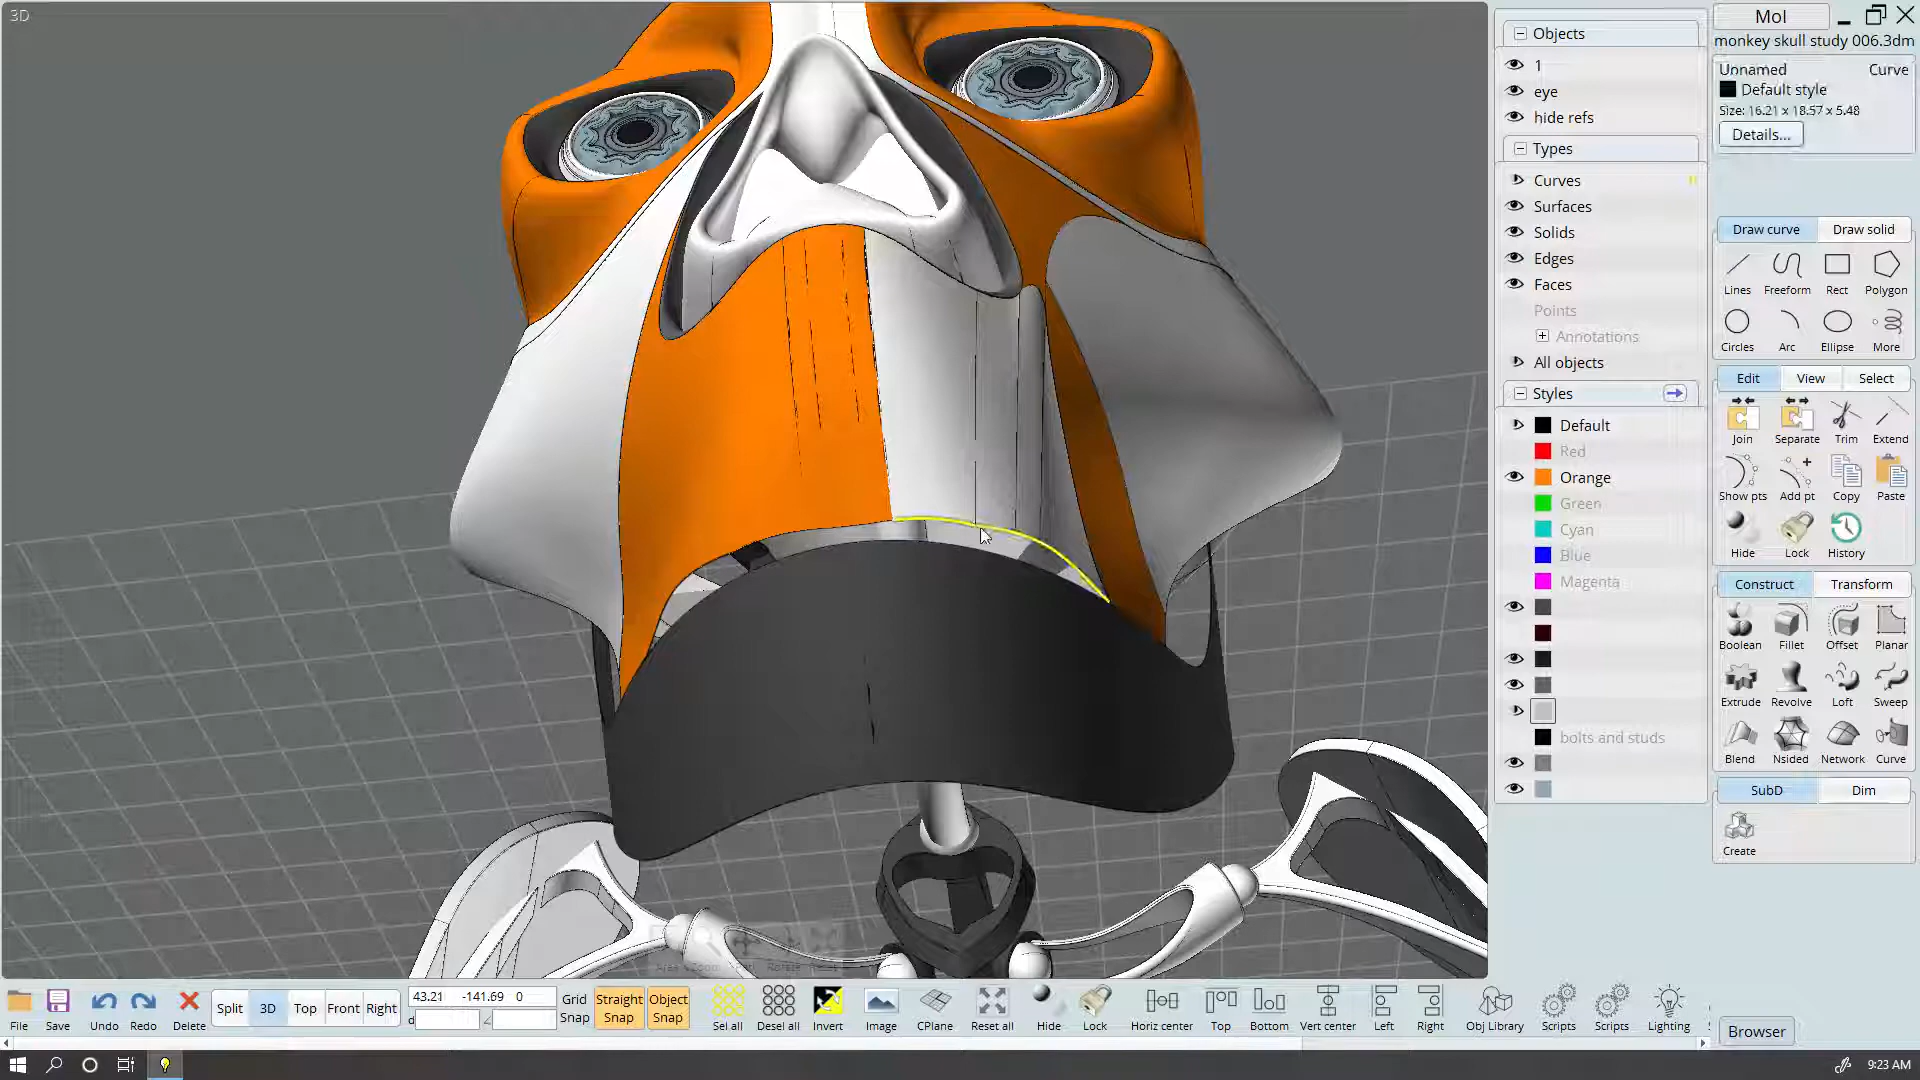 3D
Objects
1
eye
hide refs
Types
Curves
Surfaces
Solids
Edges
Faces
Points
Annotations
All objects
Styles
Default
Red
Orange
Green
Cyan
Blue
Magenta
bolts and studs
MoI
monkey skull study 006.3dm
Unnamed Curve
Default style
Size: 16.21 x 18.57 x 5.48
Details...
Draw curve Draw solid
Lines Freeform Rect Polygon
Circles Arc Ellipse More
Edit View Select
Join Separate Trim Extend
Show pts Add pt Copy Paste
Hide Lock History
Construct Transform
Boolean Fillet Offset Planar
Extrude Revolve Loft Sweep
Blend Nsided Network Curve
SubD Dim
Create
File Save Undo Redo Delete
Split 3D Top Front Right
43.21 -141.69 0
d
Grid Snap
Straight Snap
Object Snap
Sel all Desel all Invert Image CPlane Reset all Hide Lock Horiz center Top Bottom Vert center Left Right Obj Library Scripts Scripts Lighting
Browser
9:23 AM